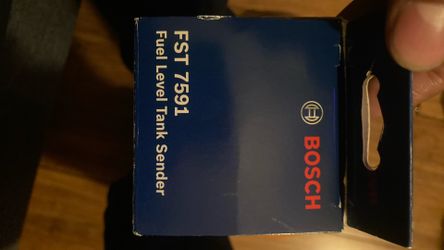 BOSCH
FST 7591
Fuel Level Tank Sender